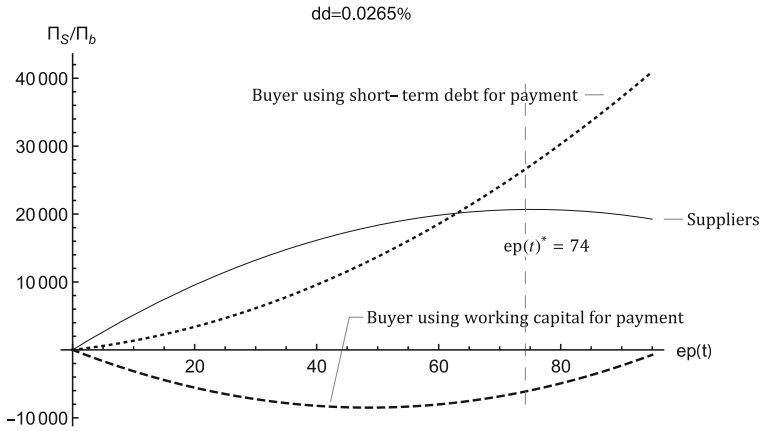 dd=0.0265%
Π_S/Π_b
40 000
Buyer using short– term debt for payment
30 000
20 000
Suppliers
ep(t)* = 74
10 000
Buyer using working capital for payment
ep(t)
20 40 60 80
−10 000